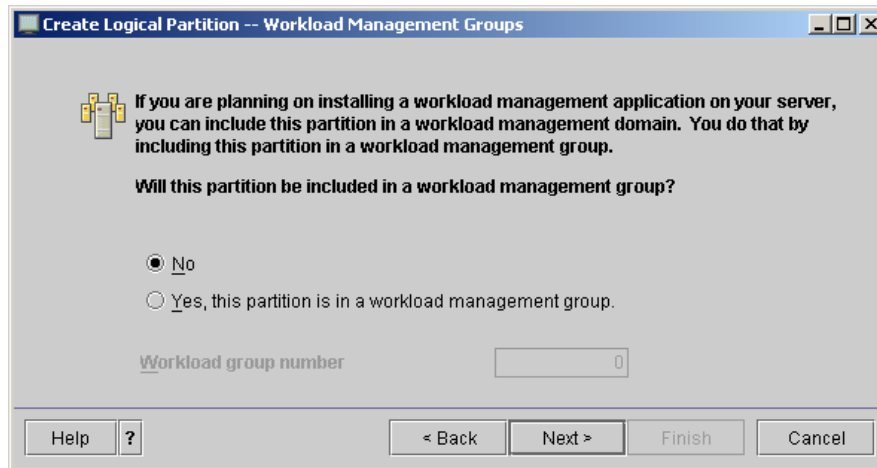 Create Logical Partition -- Workload Management Groups
If you are planning on installing a workload management application on your server,
you can include this partition in a workload management domain. You do that by
including this partition in a workload management group.
Will this partition be included in a workload management group?
No
Yes, this partition is in a workload management group.
Workload group number 0
Help ? < Back Next > Finish Cancel